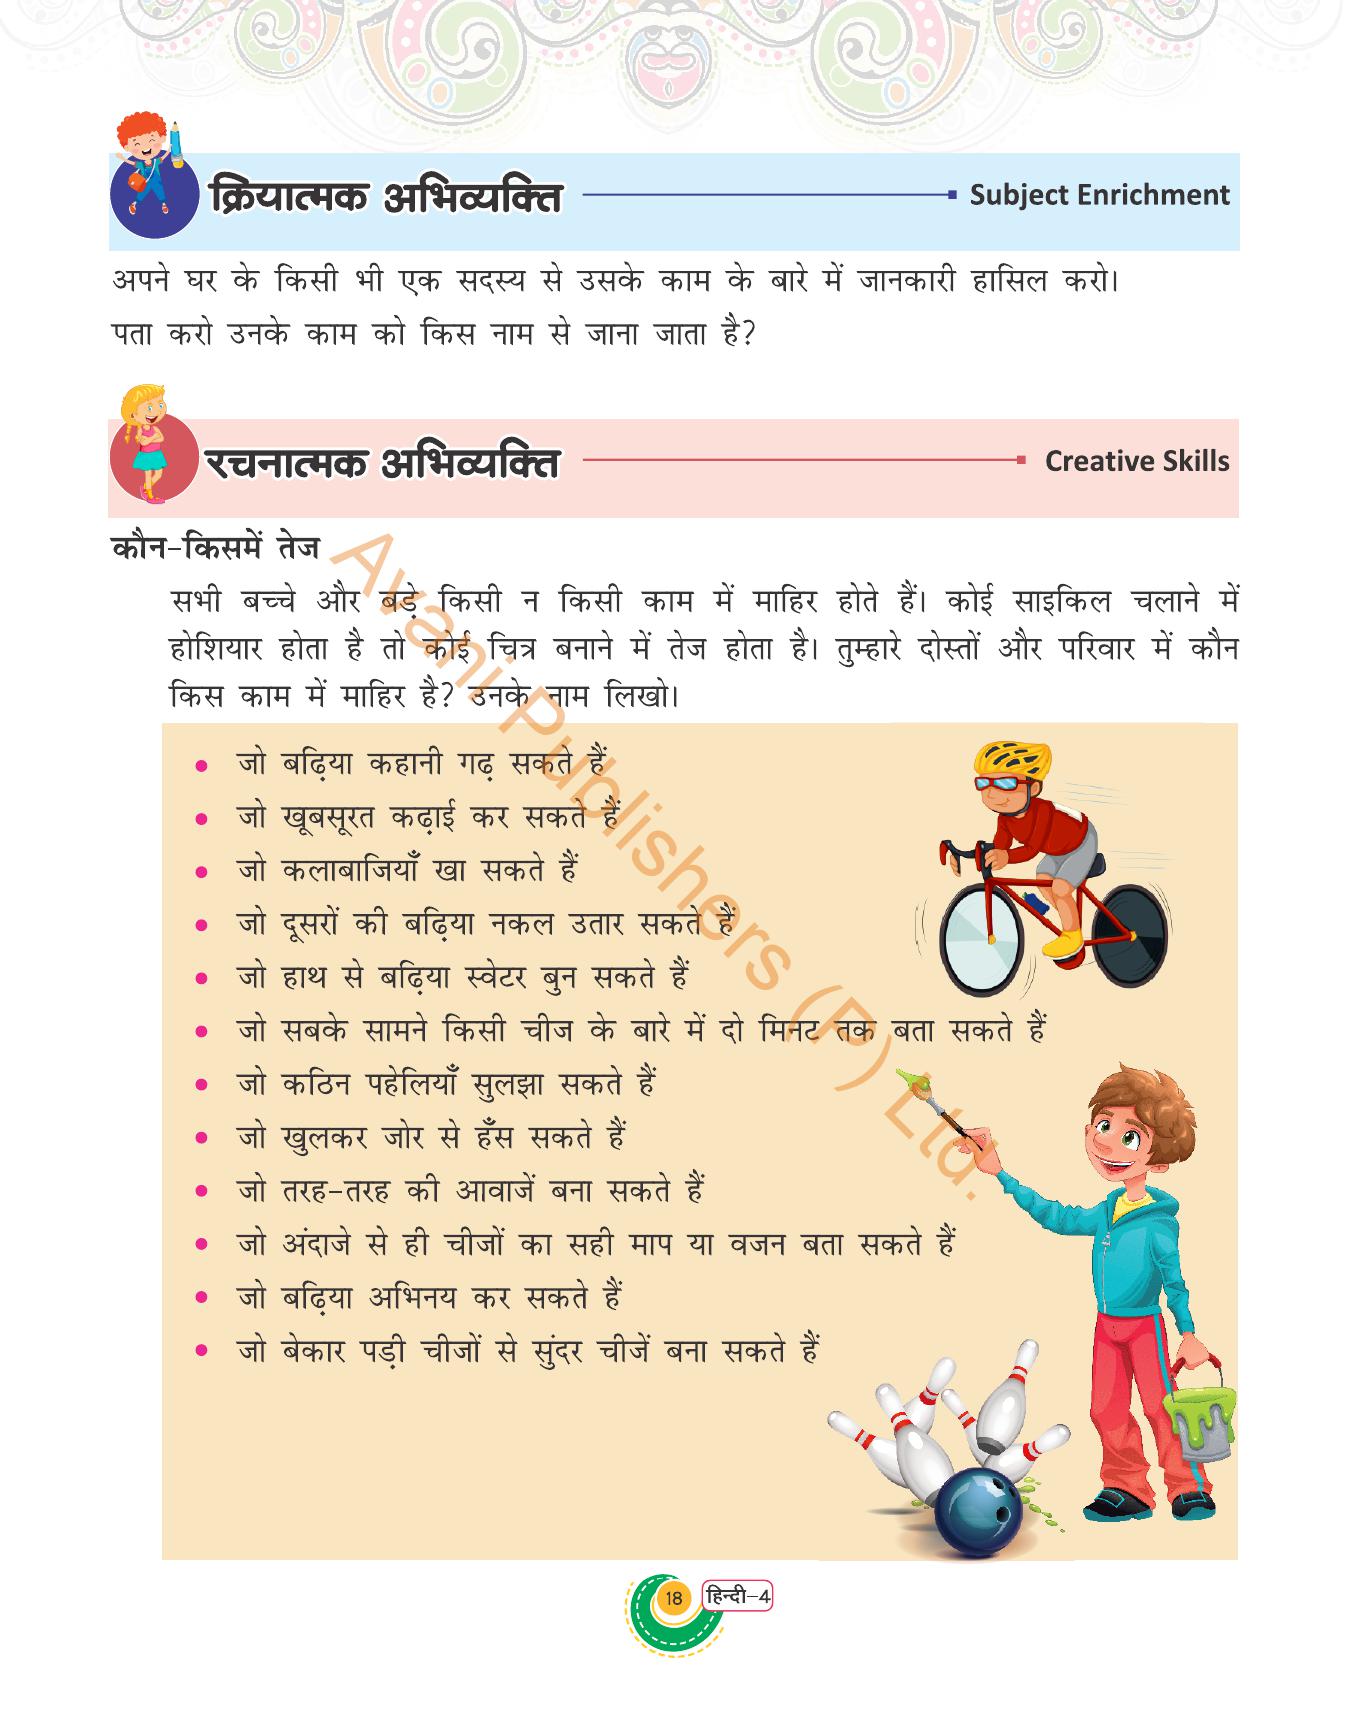 क्रियात्मक अभिव्यक्ति Subject Enrichment
अपने घर के किसी भी एक सदस्य से उसके काम के बारे में जानकारी हासिल करो।
पता करो उनके काम को किस नाम से जाना जाता है?
रचनात्मक अभिव्यक्ति Creative Skills
कौन-किसमें तेज
सभी बच्चे और बड़े किसी न किसी काम में माहिर होते हैं। कोई साइकिल चलाने में
होशियार होता है तो कोई चित्र बनाने में तेज होता है। तुम्हारे दोस्तों और परिवार में कौन
किस काम में माहिर है? उनके नाम लिखो।
• जो बढ़िया कहानी गढ़ सकते हैं
• जो खूबसूरत कढ़ाई कर सकते हैं
• जो कलाबाजियाँ खा सकते हैं
• जो दूसरों की बढ़िया नकल उतार सकते हैं
• जो हाथ से बढ़िया स्वेटर बुन सकते हैं
• जो सबके सामने किसी चीज के बारे में दो मिनट तक बता सकते हैं
• जो कठिन पहेलियाँ सुलझा सकते हैं
• जो खुलकर जोर से हँस सकते हैं
• जो तरह-तरह की आवाजें बना सकते हैं
• जो अंदाजे से ही चीजों का सही माप या वजन बता सकते हैं
• जो बढ़िया अभिनय कर सकते हैं
• जो बेकार पड़ी चीजों से सुंदर चीजें बना सकते हैं
Avani Publishers (P) Ltd.
18 हिन्दी-4